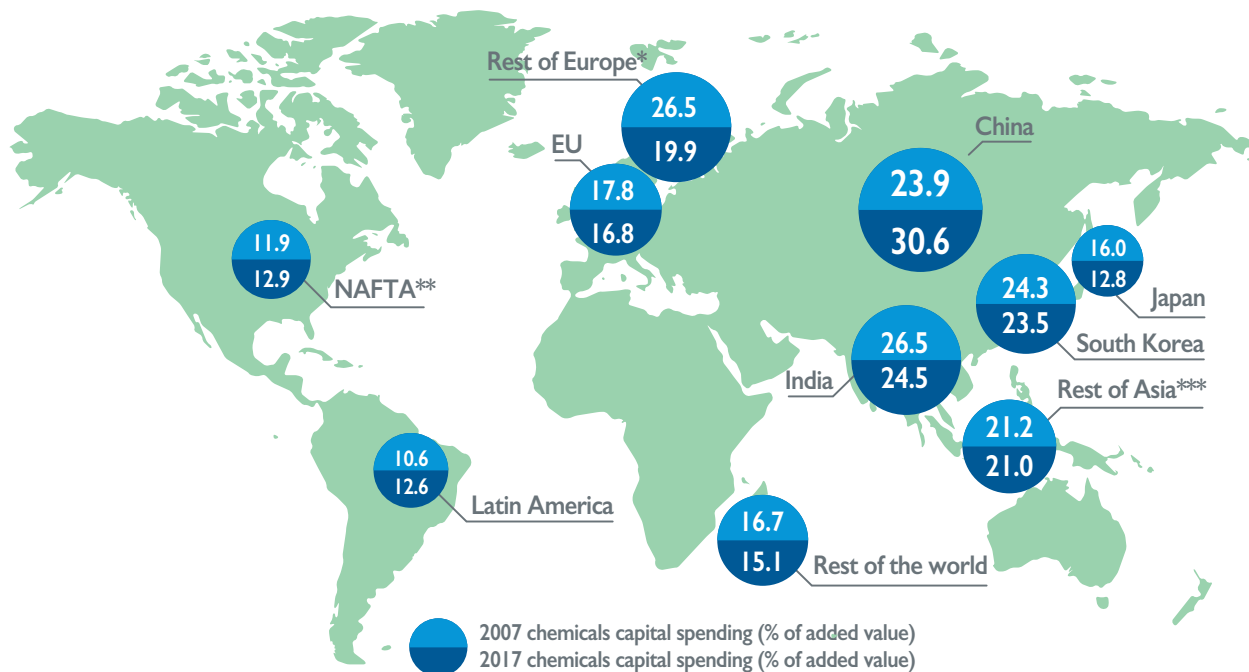 Rest of Europe*
26.5
19.9
EU
17.8
16.8
China
23.9
30.6
11.9
12.9
NAFTA**
16.0
12.8
Japan
24.3
23.5
South Korea
26.5
24.5
India
Rest of Asia***
21.2
21.0
10.6
12.6
Latin America
16.7
15.1
Rest of the world
2007 chemicals capital spending (% of added value)
2017 chemicals capital spending (% of added value)